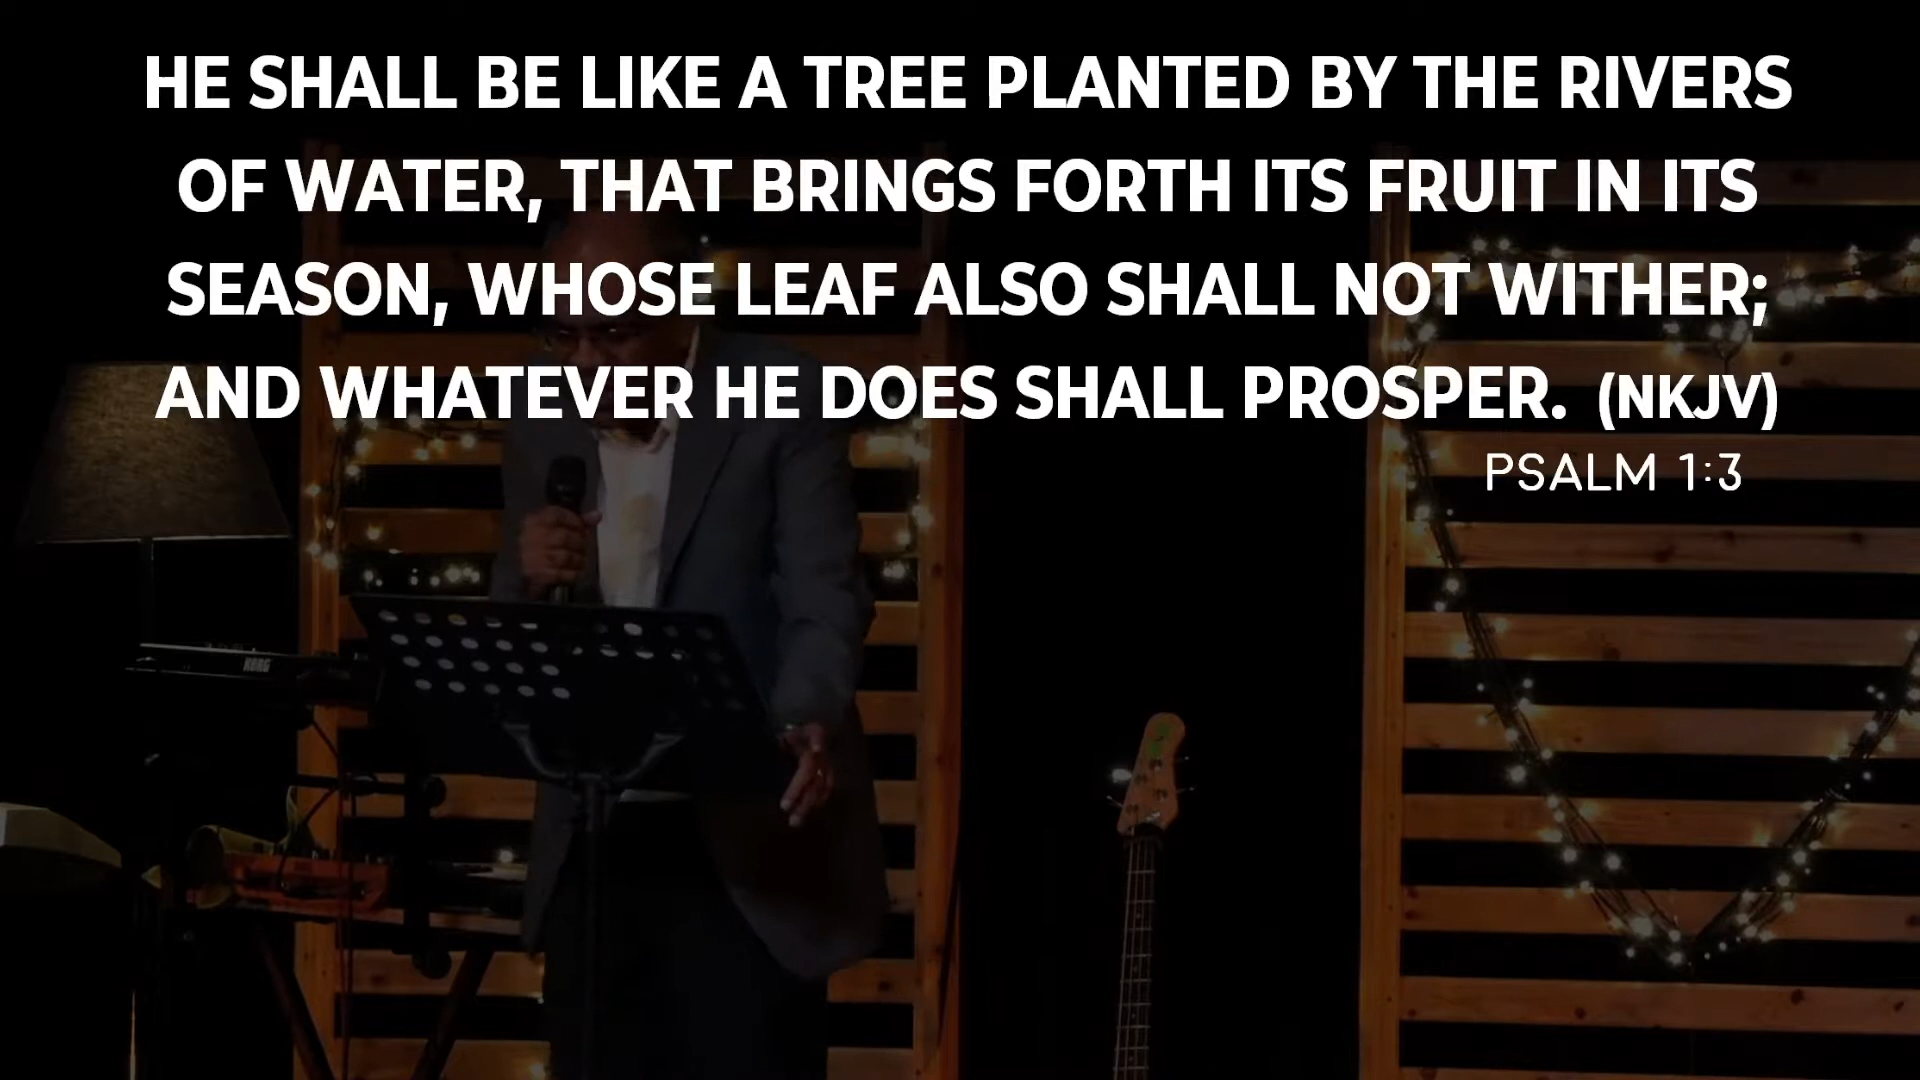 HE SHALL BE LIKE A TREE PLANTED BY THE RIVERS
OF WATER, THAT BRINGS FORTH ITS FRUIT IN ITS
SEASON, WHOSE LEAF ALSO SHALL NOT WITHER;
AND WHATEVER HE DOES SHALL PROSPER. (NKJV)
PSALM 1:3
KORG